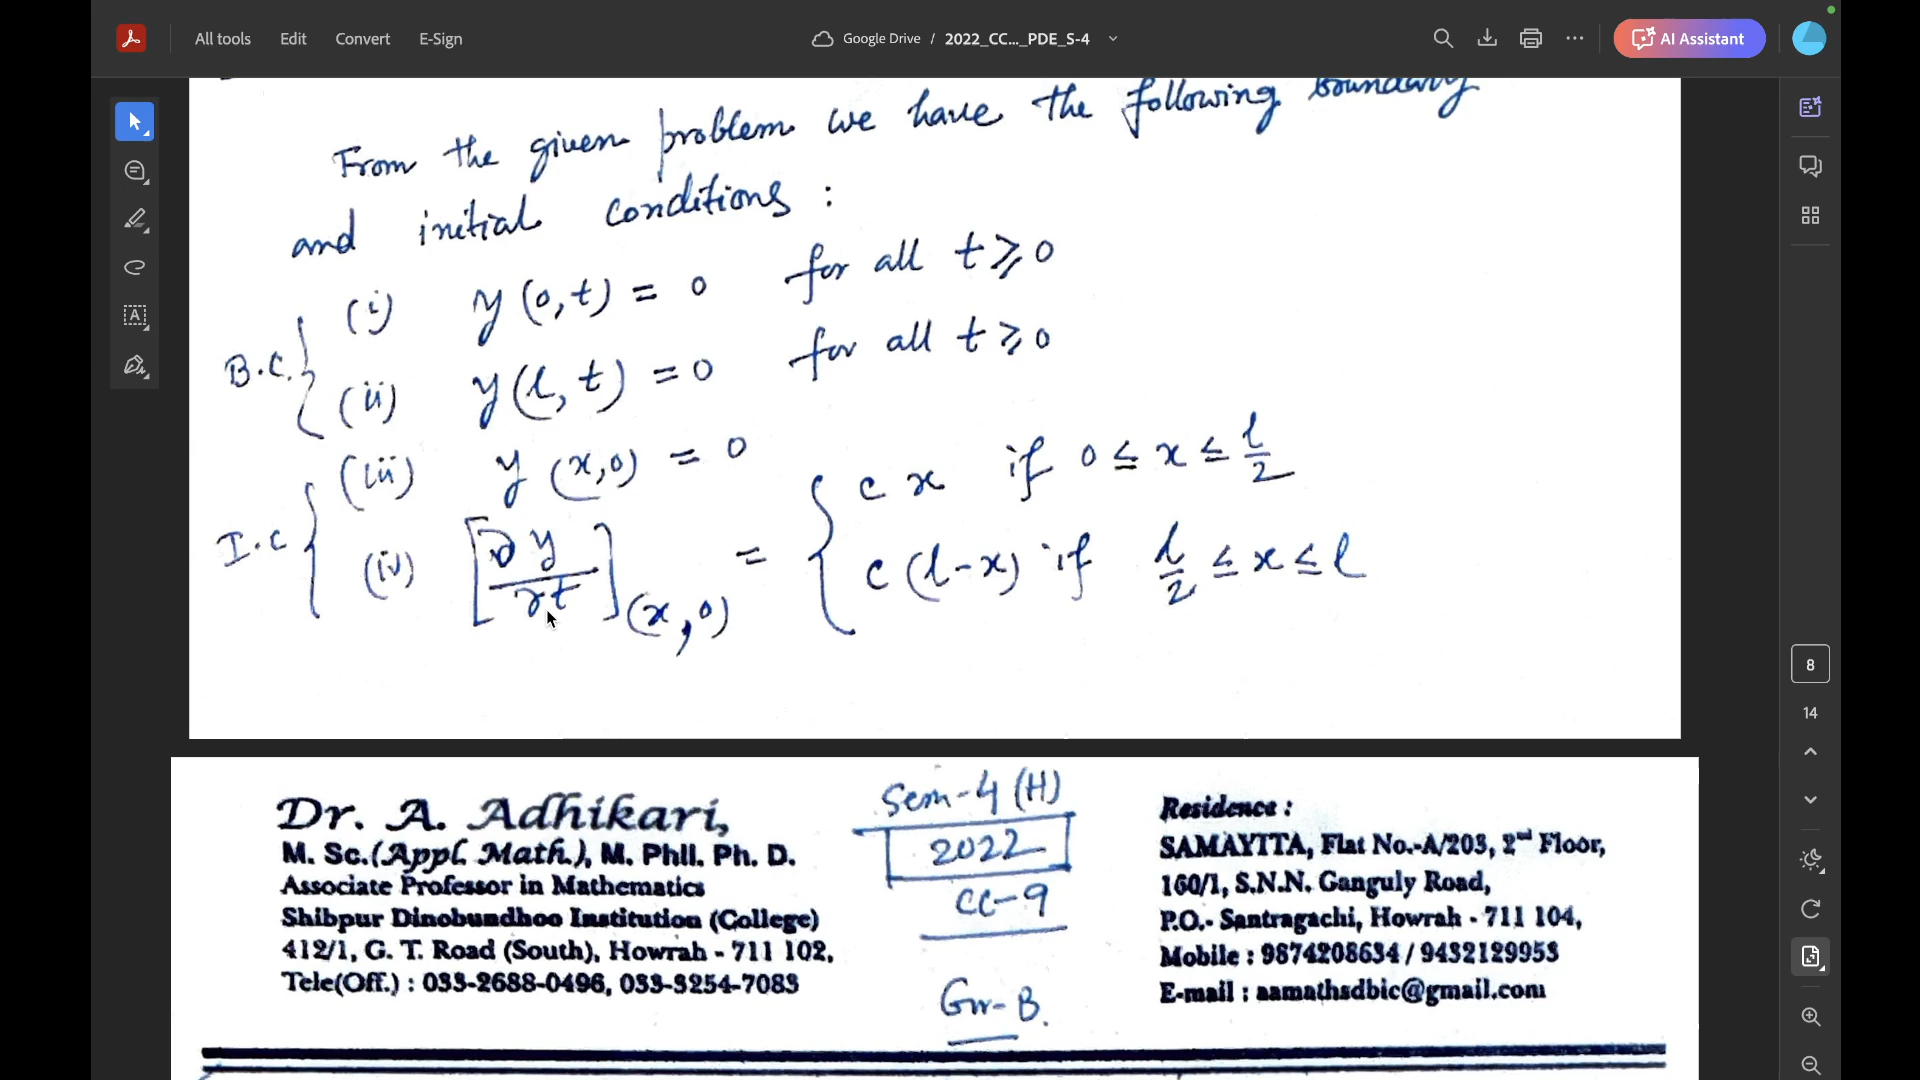 All tools Edit Convert E-Sign Google Drive / 2022_CC..._PDE_S-4 AI Assistant
From the given problem we have the following boundary
and initial conditions :
B.C. (i) y(0,t) = 0 for all t ≥ 0
(ii) y(l,t) = 0 for all t ≥ 0
I.C (iii) y(x,0) = 0
(iv) [∂y/∂t](x,0) = { cx if 0 ≤ x ≤ l/2
c(l-x) if l/2 ≤ x ≤ l
8
14
Dr. A. Adhikari,
M. Sc.(Appl. Math.), M. Phil. Ph. D.
Associate Professor in Mathematics
Shibpur Dinobundhoo Institution (College)
412/1, G. T. Road (South), Howrah - 711 102,
Tele(Off.) : 033-2688-0496, 033-3254-7083
Sem-4 (H)
2022
CC-9
Gr-B.
Residence :
SAMAYITA, Flat No.-A/203, 2nd Floor,
160/1, S.N.N. Ganguly Road,
P.O.- Santragachi, Howrah - 711 104,
Mobile : 9874208634 / 9432129953
E-mail : aamathsdbic@gmail.com